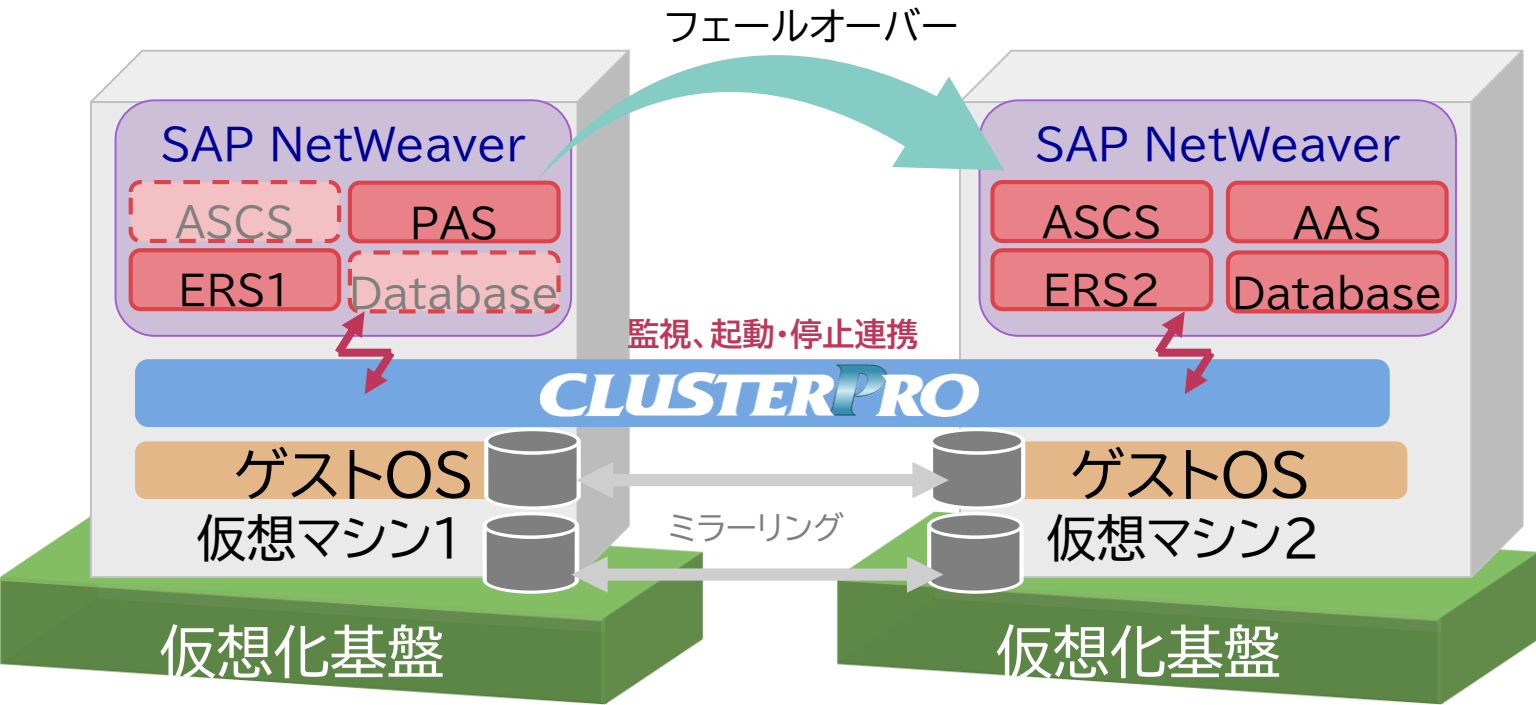 フェールオーバー
SAP NetWeaver
ASCS
PAS
ERS1
Database
SAP NetWeaver
ASCS
AAS
ERS2
Database
監視、起動・停止連携
CLUSTERPRO
ゲストOS
ゲストOS
仮想マシン1
ミラーリング
仮想マシン2
仮想化基盤
仮想化基盤